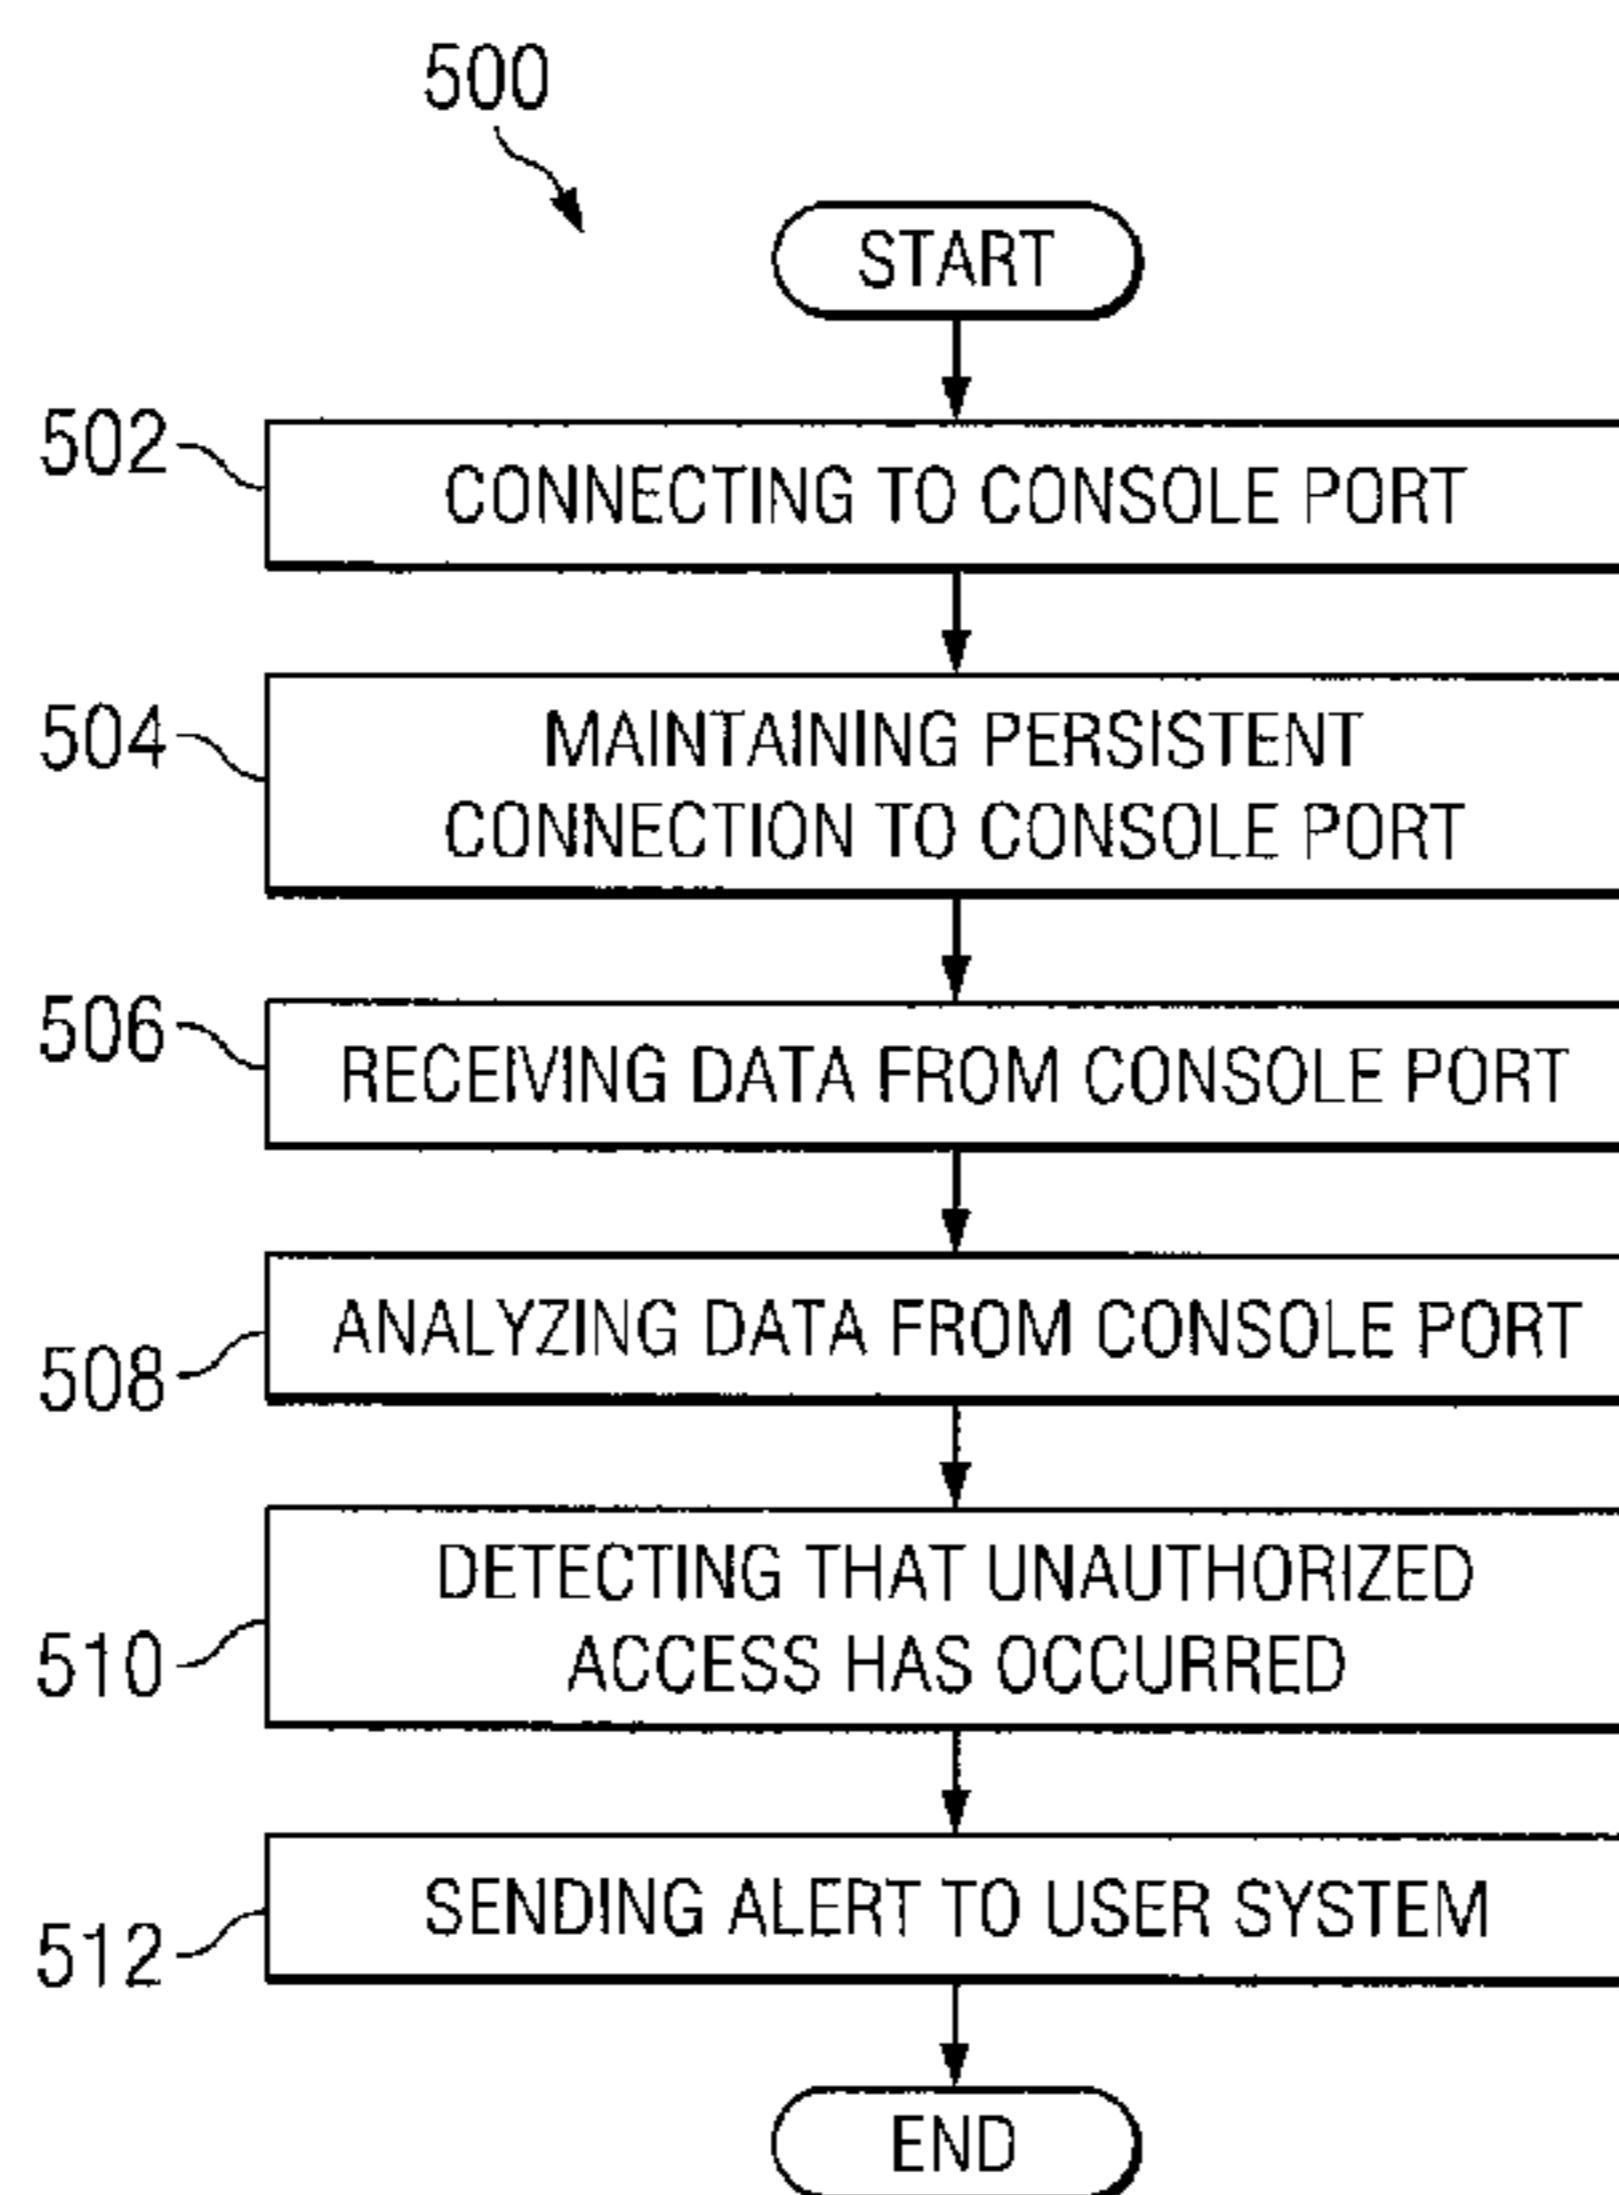 500
START
502
CONNECTING TO CONSOLE PORT
504
MAINTAINING PERSISTENT
CONNECTION TO CONSOLE PORT
506
RECEIVING DATA FROM CONSOLE PORT
508
ANALYZING DATA FROM CONSOLE PORT
510
DETECTING THAT UNAUTHORIZED
ACCESS HAS OCCURRED
512
SENDING ALERT TO USER SYSTEM
END